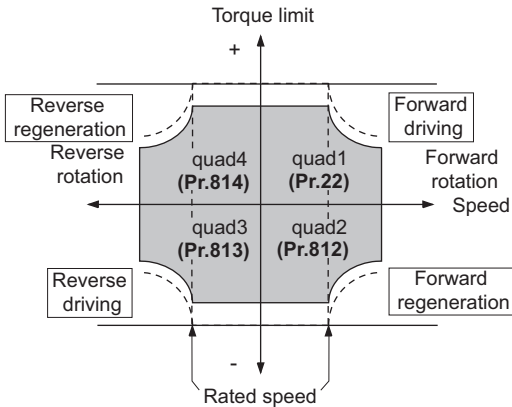 Torque limit
+
Reverse
regeneration
Forward
driving
Reverse
rotation
quad4
(Pr.814)
quad1
(Pr.22)
Forward
rotation
Speed
quad3
(Pr.813)
quad2
(Pr.812)
Reverse
driving
Forward
regeneration
-
Rated speed